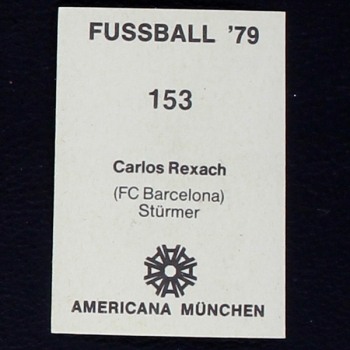 FUSSBALL '79
153
Carlos Rexach
(FC Barcelona)
Stürmer
AMERICANA MÜNCHEN